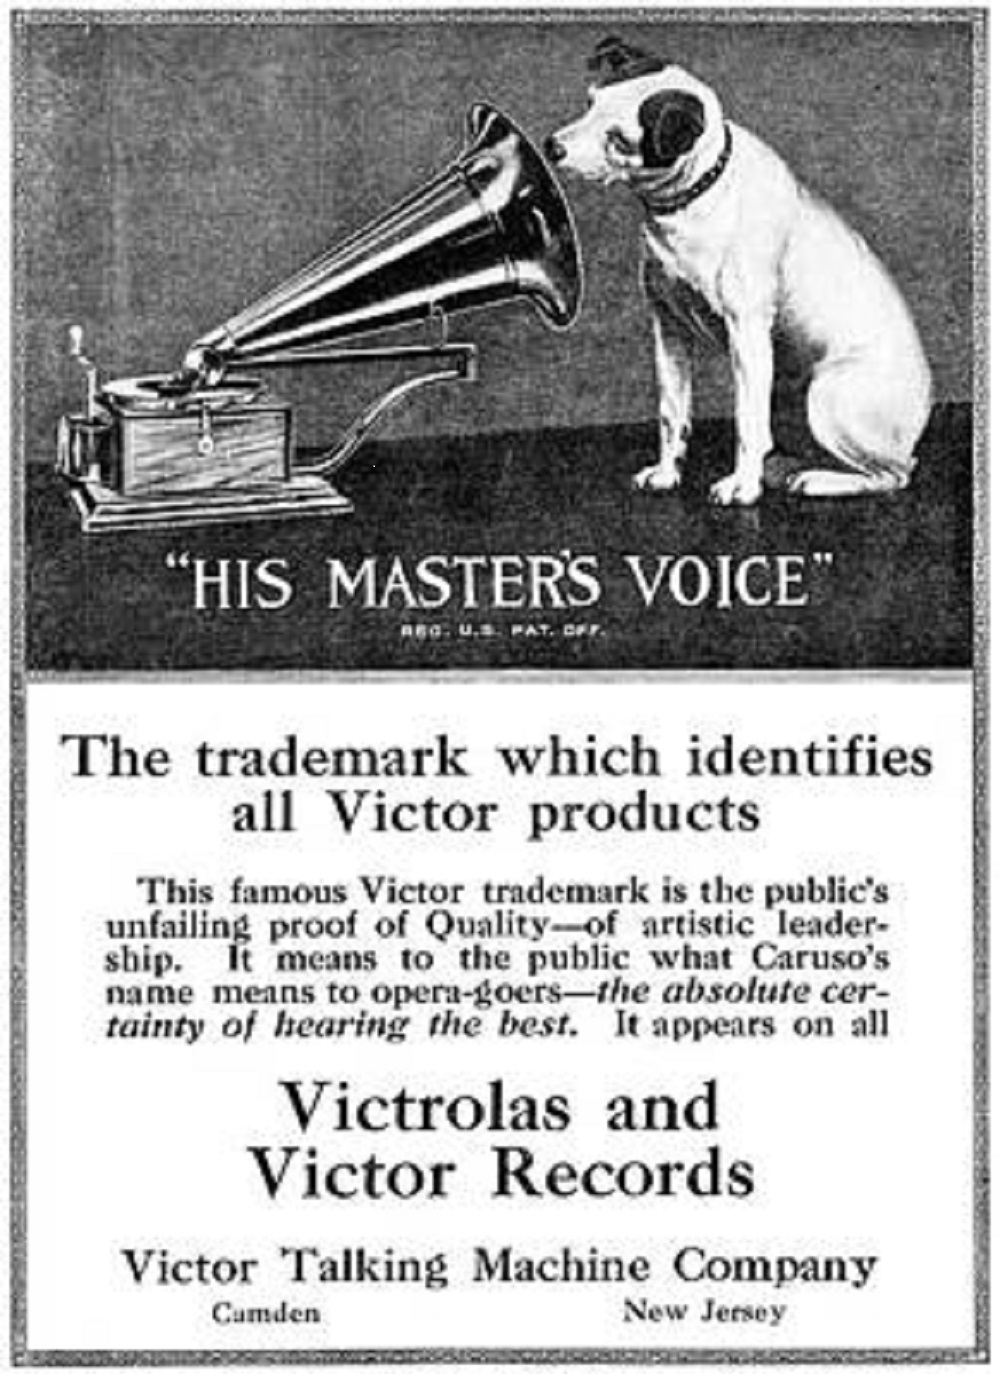 “HIS MASTER'S VOICE”
REG. U.S. PAT. OFF.
The trademark which identifies
all Victor products
This famous Victor trademark is the public's
unfailing proof of Quality—of artistic leader-
ship. It means to the public what Caruso's
name means to opera-goers—the absolute cer-
tainty of hearing the best. It appears on all
Victrolas and
Victor Records
Victor Talking Machine Company
Camden New Jersey